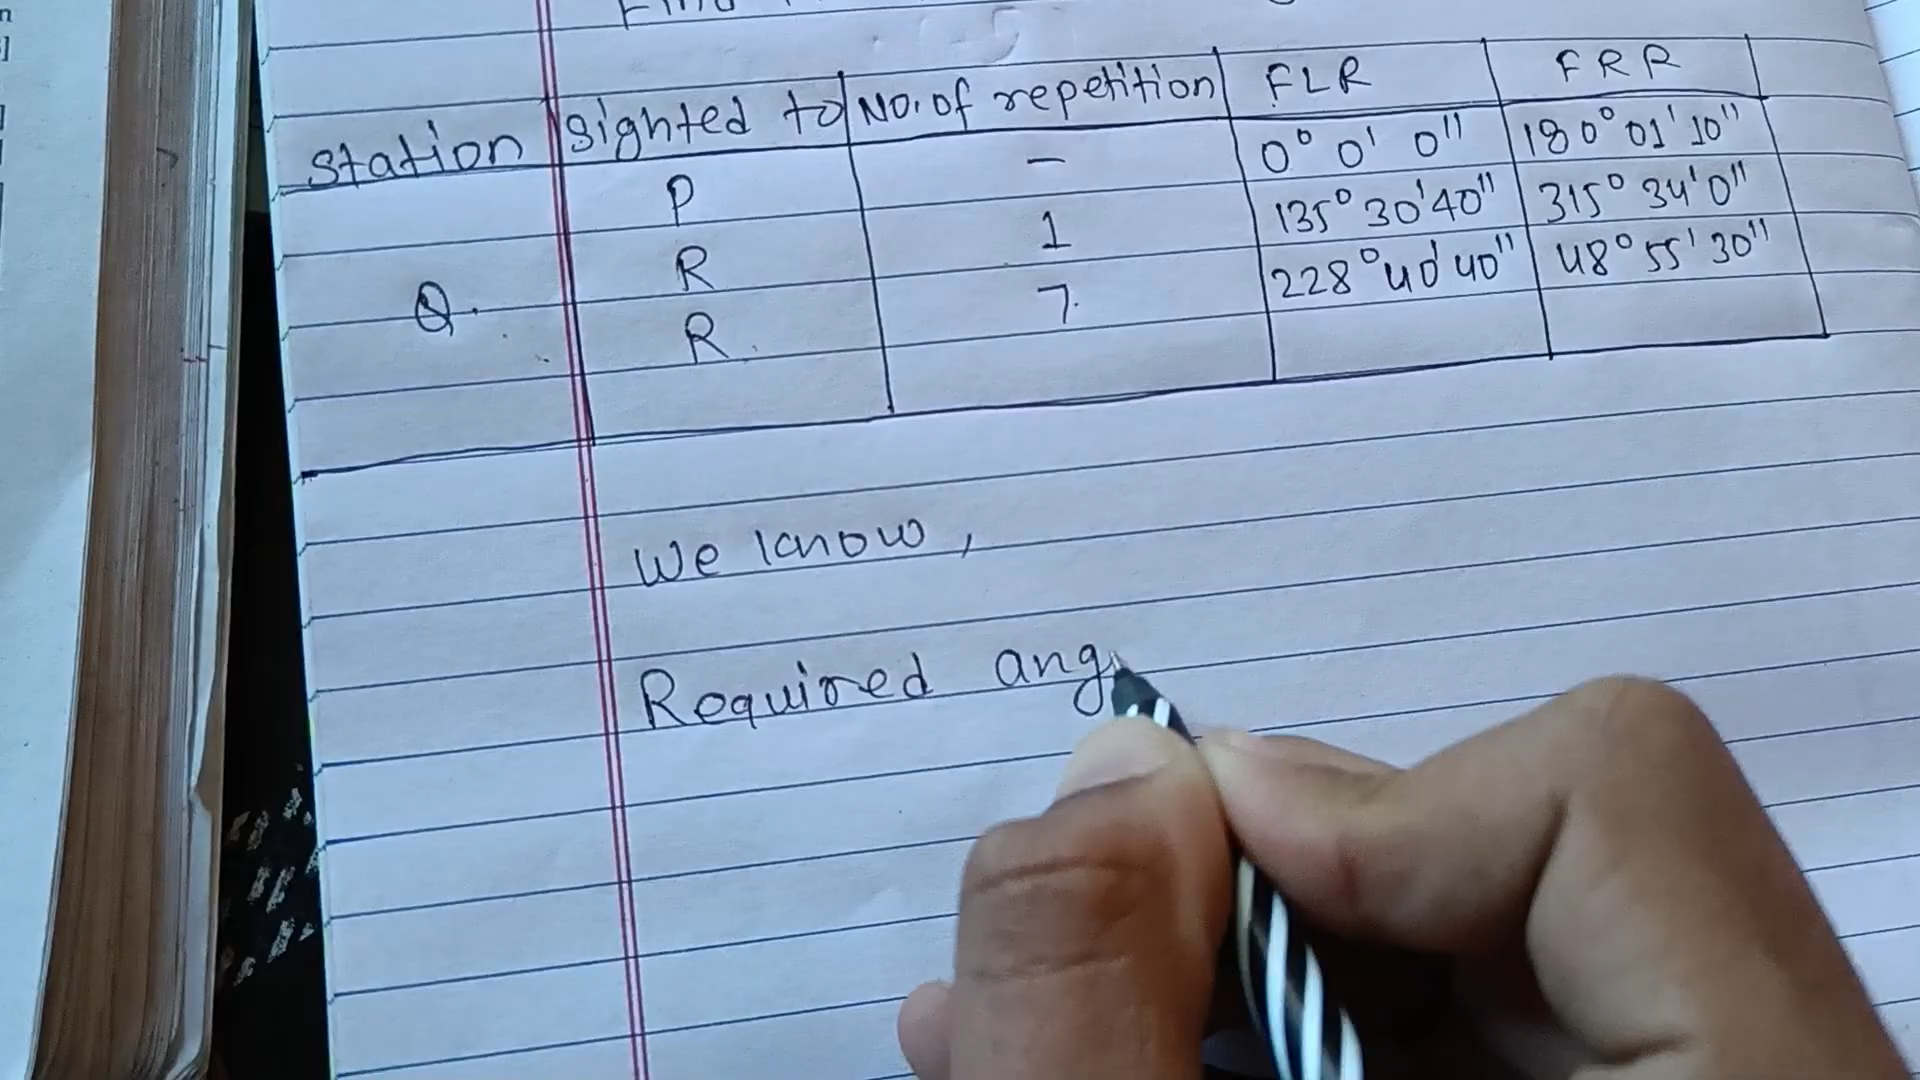 Station Sighted to No. of repetition FLR FRR
P — 0° 0' 0" 180° 01' 10"
Q. R 1 135° 30' 40" 315° 34' 0"
R. 7. 228° 40' 40" 48° 55' 30"
We know,
Required ang